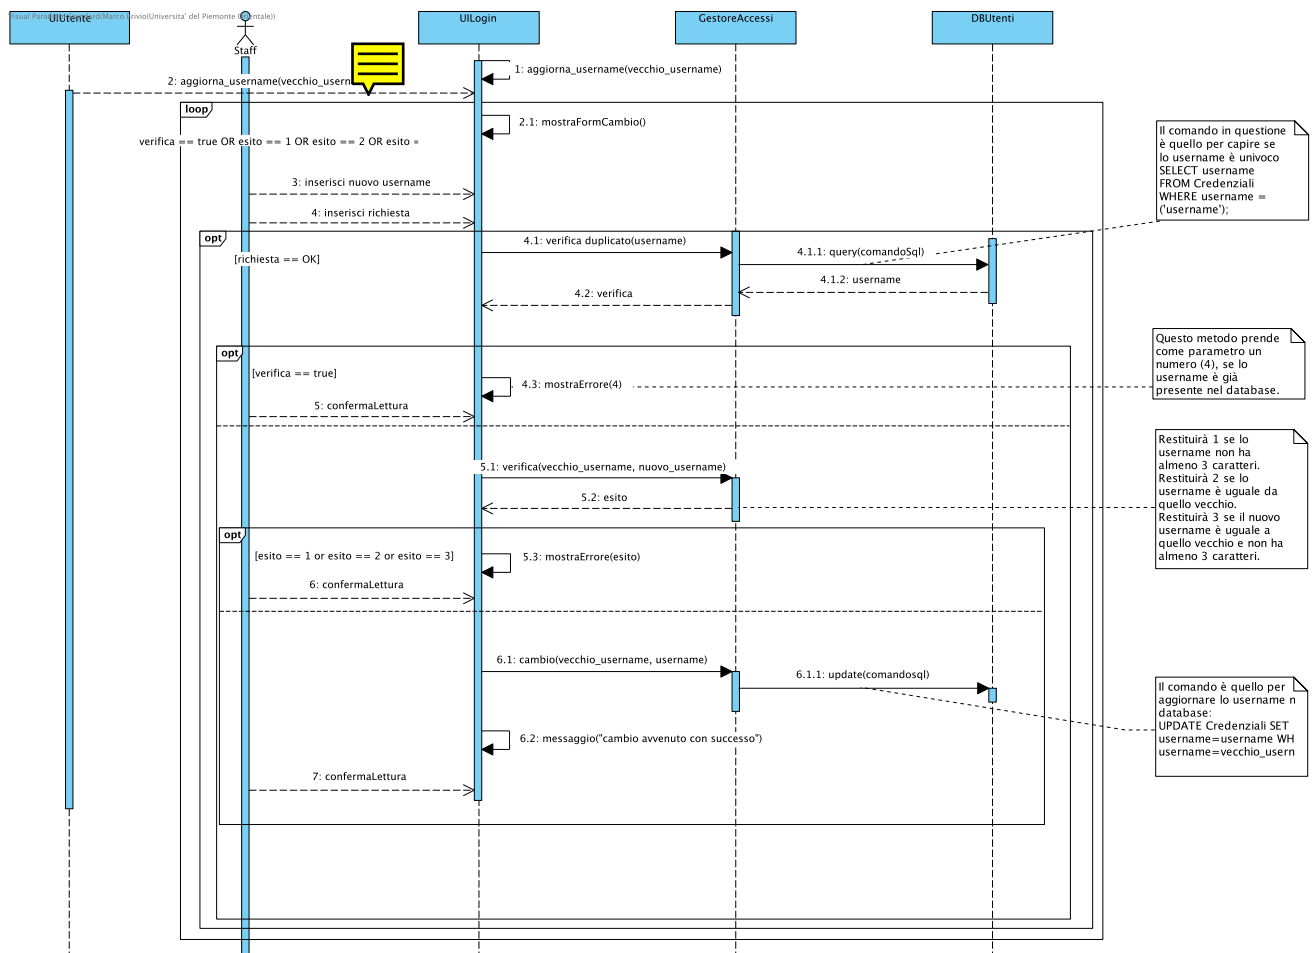 Visual Paradigm Standard(Marco Grivio(Universita' del Piemonte Orientale))
UIUtente
Staff
UILogin
GestoreAccessi
DBUtenti
1: aggiorna_username(vecchio_username)
2: aggiorna_username(vecchio_usern
loop
2.1: mostraFormCambio()
verifica == true OR esito == 1 OR esito == 2 OR esito =
Il comando in questione
è quello per capire se
lo username è univoco
SELECT username
FROM Credenziali
WHERE username =
('username');
3: inserisci nuovo username
4: inserisci richiesta
opt
[richiesta == OK]
4.1: verifica duplicato(username)
4.1.1: query(comandoSql)
4.1.2: username
4.2: verifica
opt
[verifica == true]
4.3: mostraErrore(4)
Questo metodo prende
come parametro un
numero (4), se lo
username è già
presente nel database.
5: confermaLettura
5.1: verifica(vecchio_username, nuovo_username)
5.2: esito
Restituirà 1 se lo
username non ha
almeno 3 caratteri.
Restituirà 2 se lo
username è uguale da
quello vecchio.
Restituirà 3 se il nuovo
username è uguale a
quello vecchio e non ha
almeno 3 caratteri.
opt
[esito == 1 or esito == 2 or esito == 3]
5.3: mostraErrore(esito)
6: confermaLettura
6.1: cambio(vecchio_username, username)
6.1.1: update(comandosql)
Il comando è quello per
aggiornare lo username n
database:
UPDATE Credenziali SET
username=username WH
username=vecchio_usern
6.2: messaggio("cambio avvenuto con successo")
7: confermaLettura